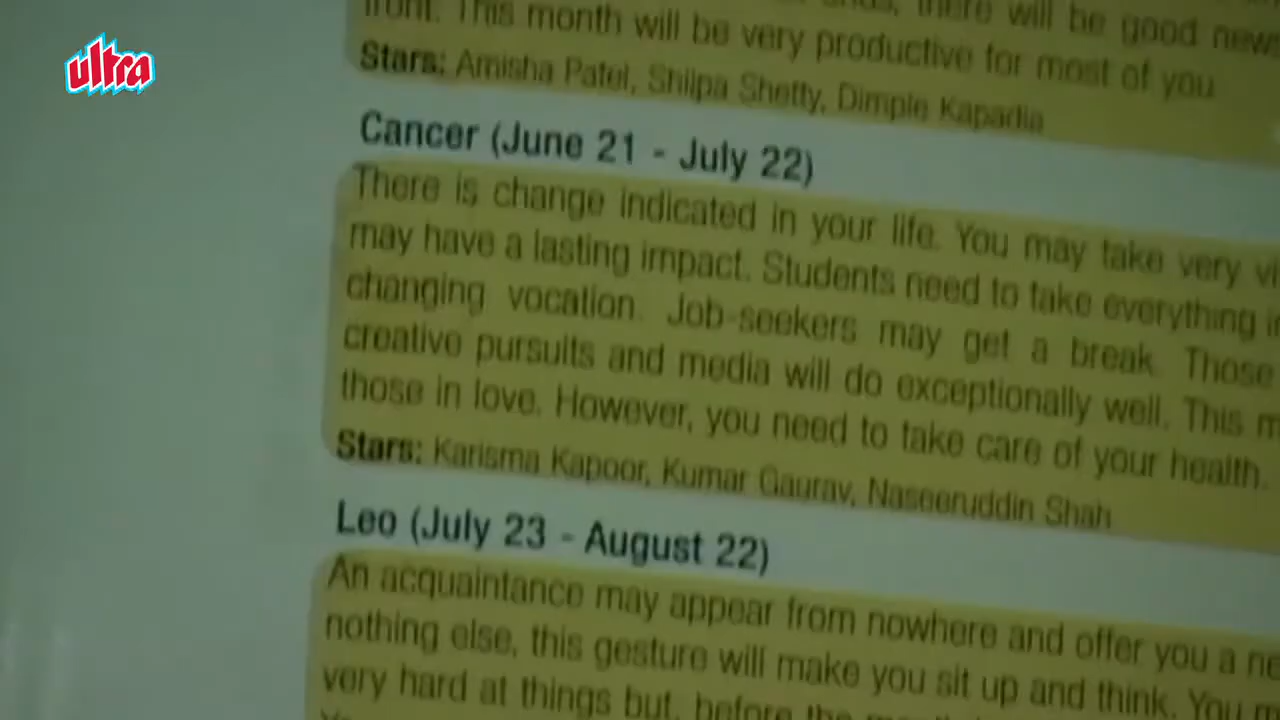 ultra
there will be good news
front. This month will be very productive for most of you
Stars: Amisha Patel, Shilpa Shetty, Dimple Kapadia
Cancer (June 21 - July 22)
There is change indicated in your life. You may take very
may have a lasting impact. Students need to take everything
changing vocation. Job-seekers may get a break. Those
creative pursuits and media will do exceptionally well. This
those in love. However, you need to take care of your health.
Stars: Karisma Kapoor, Kumar Gaurav, Naseeruddin Shah
Leo (July 23 - August 22)
An acquaintance may appear from nowhere and offer you a
nothing else, this gesture will make you sit up and think. You
very hard at things but, before the